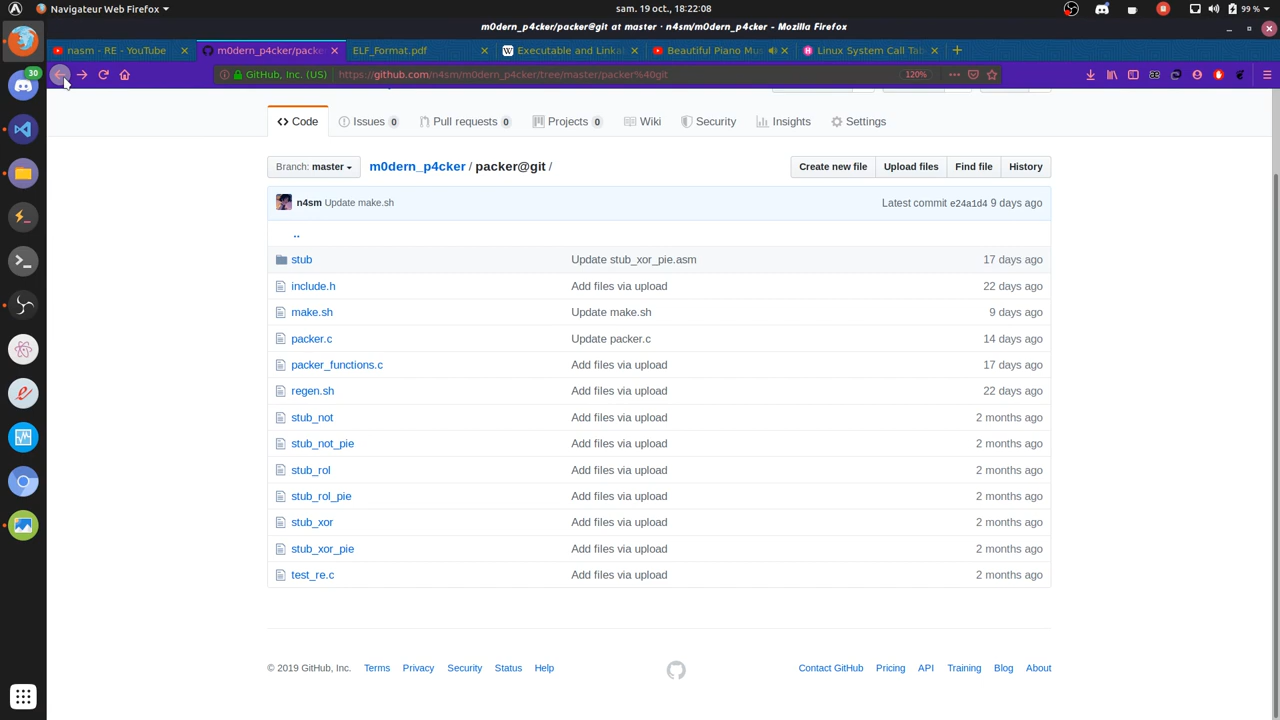 Navigateur Web Firefox
sam. 19 oct., 18:22:08
99 %
m0dern_p4cker/packer@git at master · n4sm/m0dern_p4cker - Mozilla Firefox
nasm - RE - YouTube
m0dern_p4cker/packer
ELF_Format.pdf
Executable and Linkab
Beautiful Piano Mus
Linux System Call Tab
GitHub, Inc. (US)
https://github.com/n4sm/m0dern_p4cker/tree/master/packer%40git
120%
30
Code
Issues 0
Pull requests 0
Projects 0
Wiki
Security
Insights
Settings
Branch: master
m0dern_p4cker / packer@git /
Create new file
Upload files
Find file
History
n4sm Update make.sh
Latest commit e24a1d4 9 days ago
..
stub Update stub_xor_pie.asm 17 days ago
include.h Add files via upload 22 days ago
make.sh Update make.sh 9 days ago
packer.c Update packer.c 14 days ago
packer_functions.c Add files via upload 17 days ago
regen.sh Add files via upload 22 days ago
stub_not Add files via upload 2 months ago
stub_not_pie Add files via upload 2 months ago
stub_rol Add files via upload 2 months ago
stub_rol_pie Add files via upload 2 months ago
stub_xor Add files via upload 2 months ago
stub_xor_pie Add files via upload 2 months ago
test_re.c Add files via upload 2 months ago
© 2019 GitHub, Inc.
Terms
Privacy
Security
Status
Help
Contact GitHub
Pricing
API
Training
Blog
About